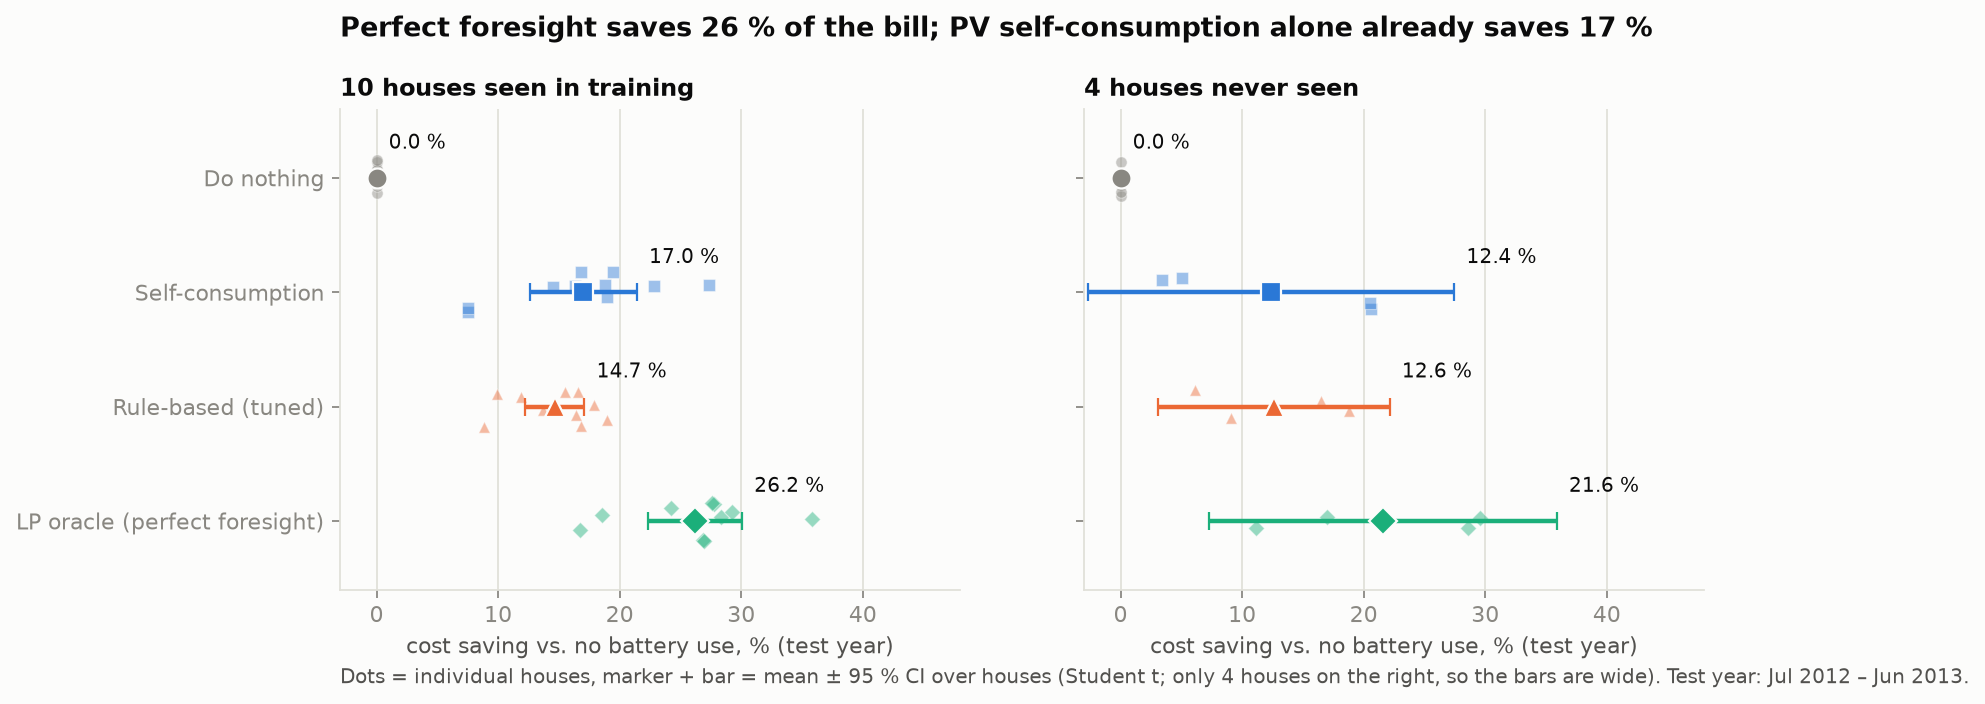 Perfect foresight saves 26 % of the bill; PV self-consumption alone already saves 17 %
10 houses seen in training
4 houses never seen
Do nothing
0.0 %
0.0 %
Self-consumption
17.0 %
12.4 %
Rule-based (tuned)
14.7 %
12.6 %
LP oracle (perfect foresight)
26.2 %
21.6 %
0 10 20 30 40
0 10 20 30 40
cost saving vs. no battery use, % (test year)
cost saving vs. no battery use, % (test year)
Dots = individual houses, marker + bar = mean ± 95 % CI over houses (Student t; only 4 houses on the right, so the bars are wide). Test year: Jul 2012 – Jun 2013.